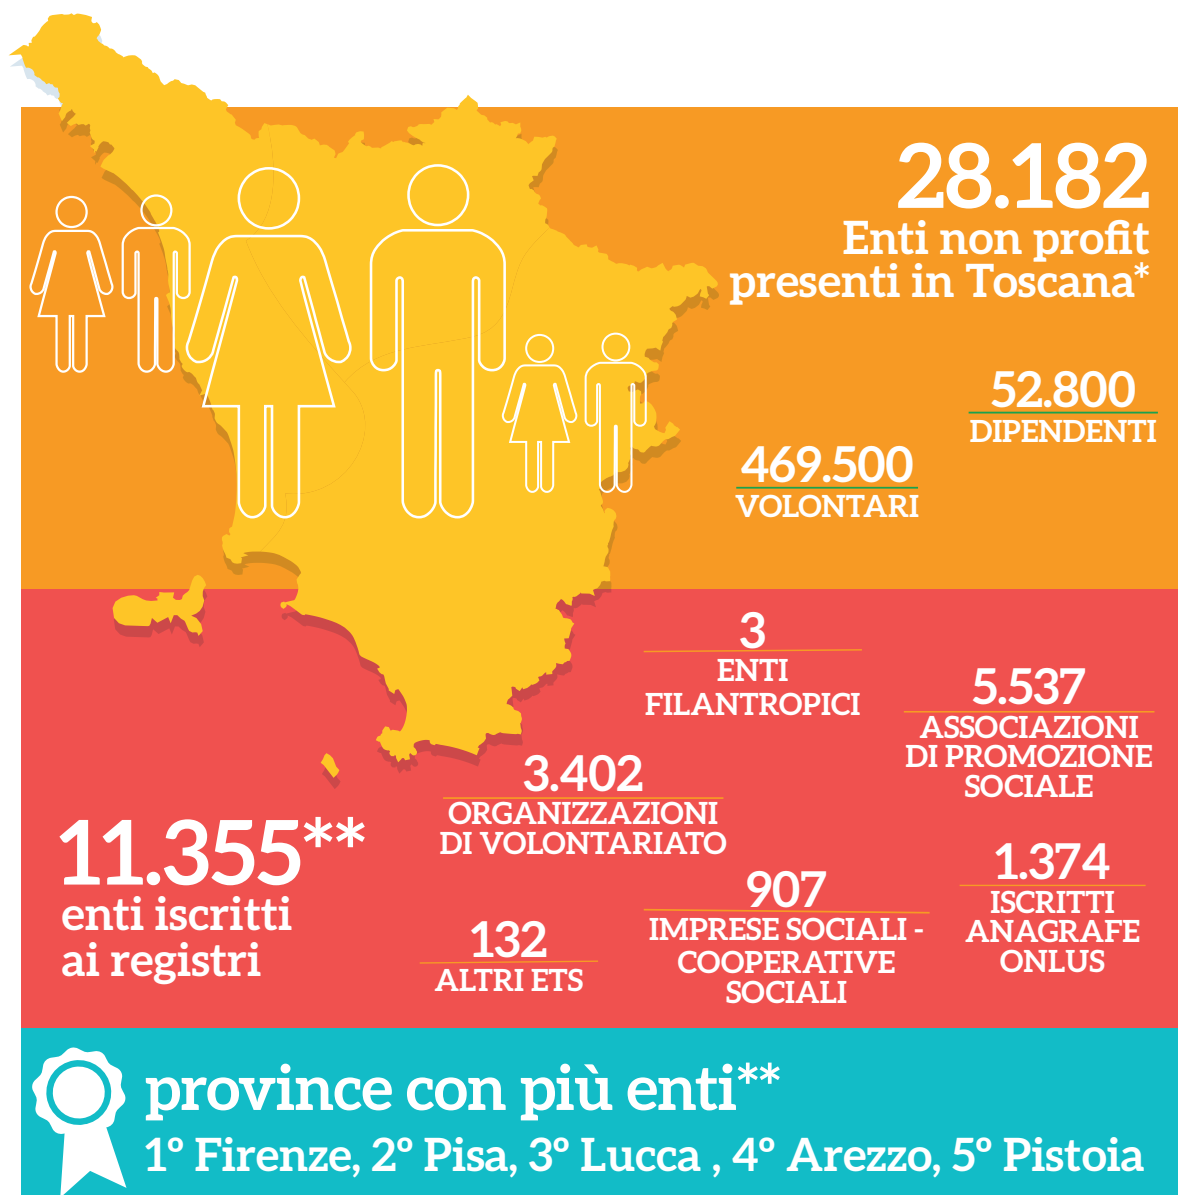 28.182
Enti non profit
presenti in Toscana*
52.800
DIPENDENTI
469.500
VOLONTARI
3
ENTI
FILANTROPICI
5.537
ASSOCIAZIONI
DI PROMOZIONE
SOCIALE
3.402
ORGANIZZAZIONI
DI VOLONTARIATO
11.355**
enti iscritti
ai registri
1.374
ISCRITTI
ANAGRAFE
ONLUS
907
IMPRESE SOCIALI -
COOPERATIVE
SOCIALI
132
ALTRI ETS
province con più enti**
1° Firenze, 2° Pisa, 3° Lucca , 4° Arezzo, 5° Pistoia